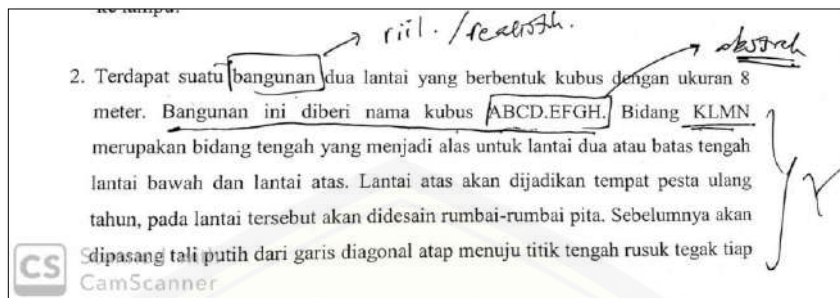 riil. / realistik.
abstrak
2. Terdapat suatu bangunan dua lantai yang berbentuk kubus dengan ukuran 8
meter. Bangunan ini diberi nama kubus ABCD.EFGH. Bidang KLMN
merupakan bidang tengah yang menjadi alas untuk lantai dua atau batas tengah
lantai bawah dan lantai atas. Lantai atas akan dijadikan tempat pesta ulang
tahun, pada lantai tersebut akan didesain rumbai-rumbai pita. Sebelumnya akan
dipasang tali putih dari garis diagonal atap menuju titik tengah rusuk tegak tiap
CS
CamScanner